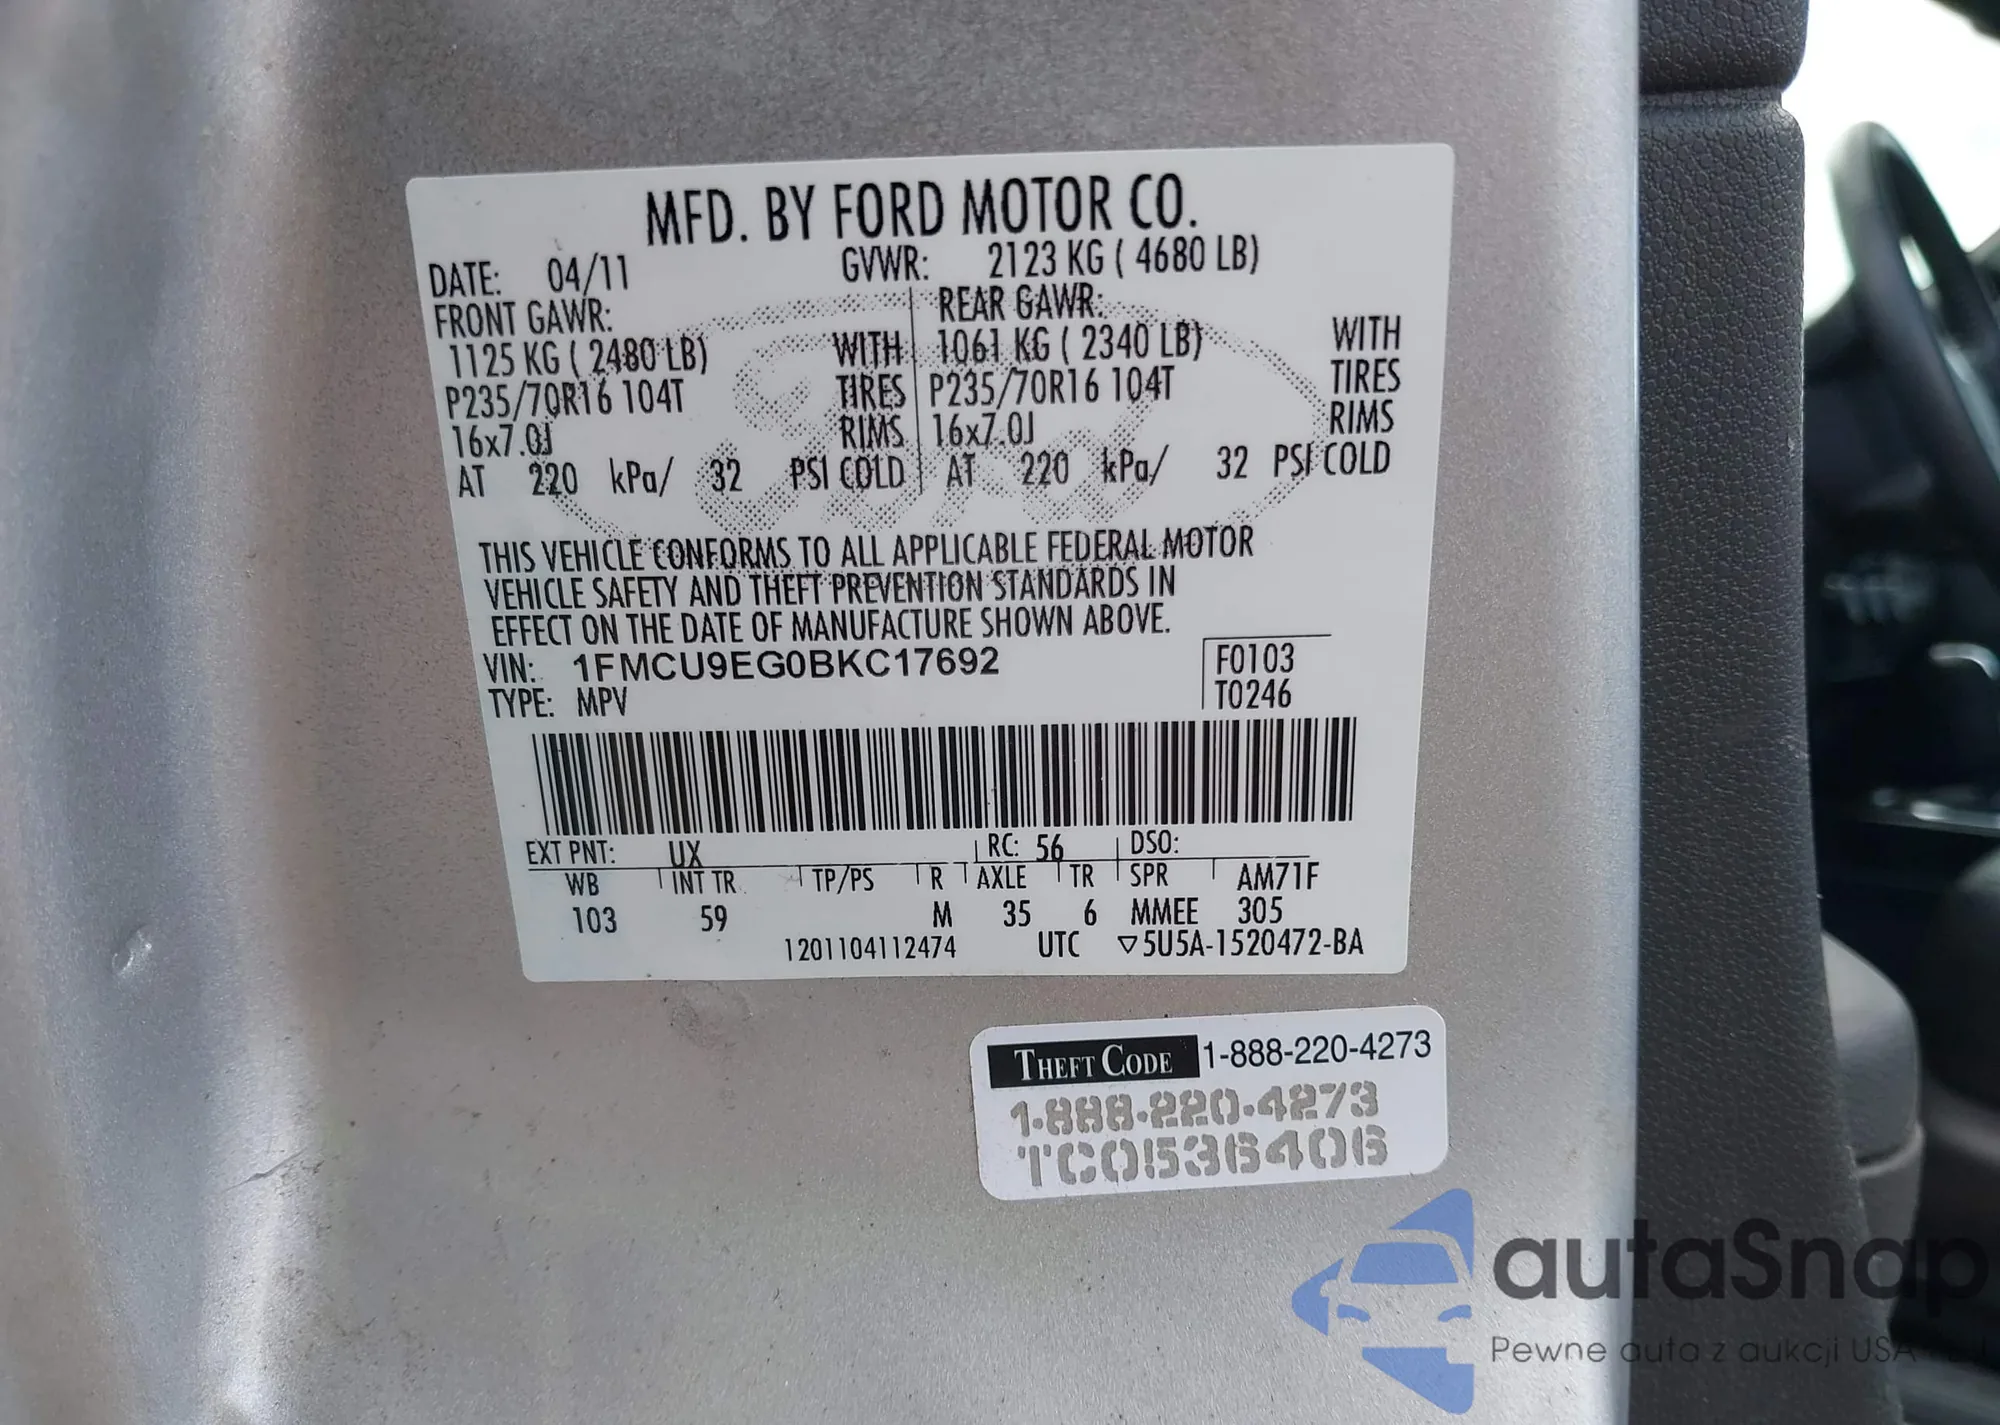 MFD. BY FORD MOTOR CO.
DATE: 04/11 GVWR: 2123 KG ( 4680 LB)
FRONT GAWR: REAR GAWR:
1125 KG ( 2480 LB) WITH 1061 KG ( 2340 LB) WITH
P235/70R16 104T TIRES P235/70R16 104T TIRES
16x7.0J RIMS 16x7.0J RIMS
AT 220 kPa/ 32 PSI COLD AT 220 kPa/ 32 PSI COLD
THIS VEHICLE CONFORMS TO ALL APPLICABLE FEDERAL MOTOR
VEHICLE SAFETY AND THEFT PREVENTION STANDARDS IN
EFFECT ON THE DATE OF MANUFACTURE SHOWN ABOVE.
VIN: 1FMCU9EG0BKC17692 F0103
TYPE: MPV T0246
EXT PNT: UX RC: 56 DSO:
WB INT TR TP/PS R AXLE TR SPR AM71F
103 59 M 35 6 MMEE 305
1201104112474 UTC ▽5U5A-1520472-BA
THEFT CODE 1-888-220-4273
1-888-220-4273
TC0536406
autaSnap
Pewne auta z aukcji USA